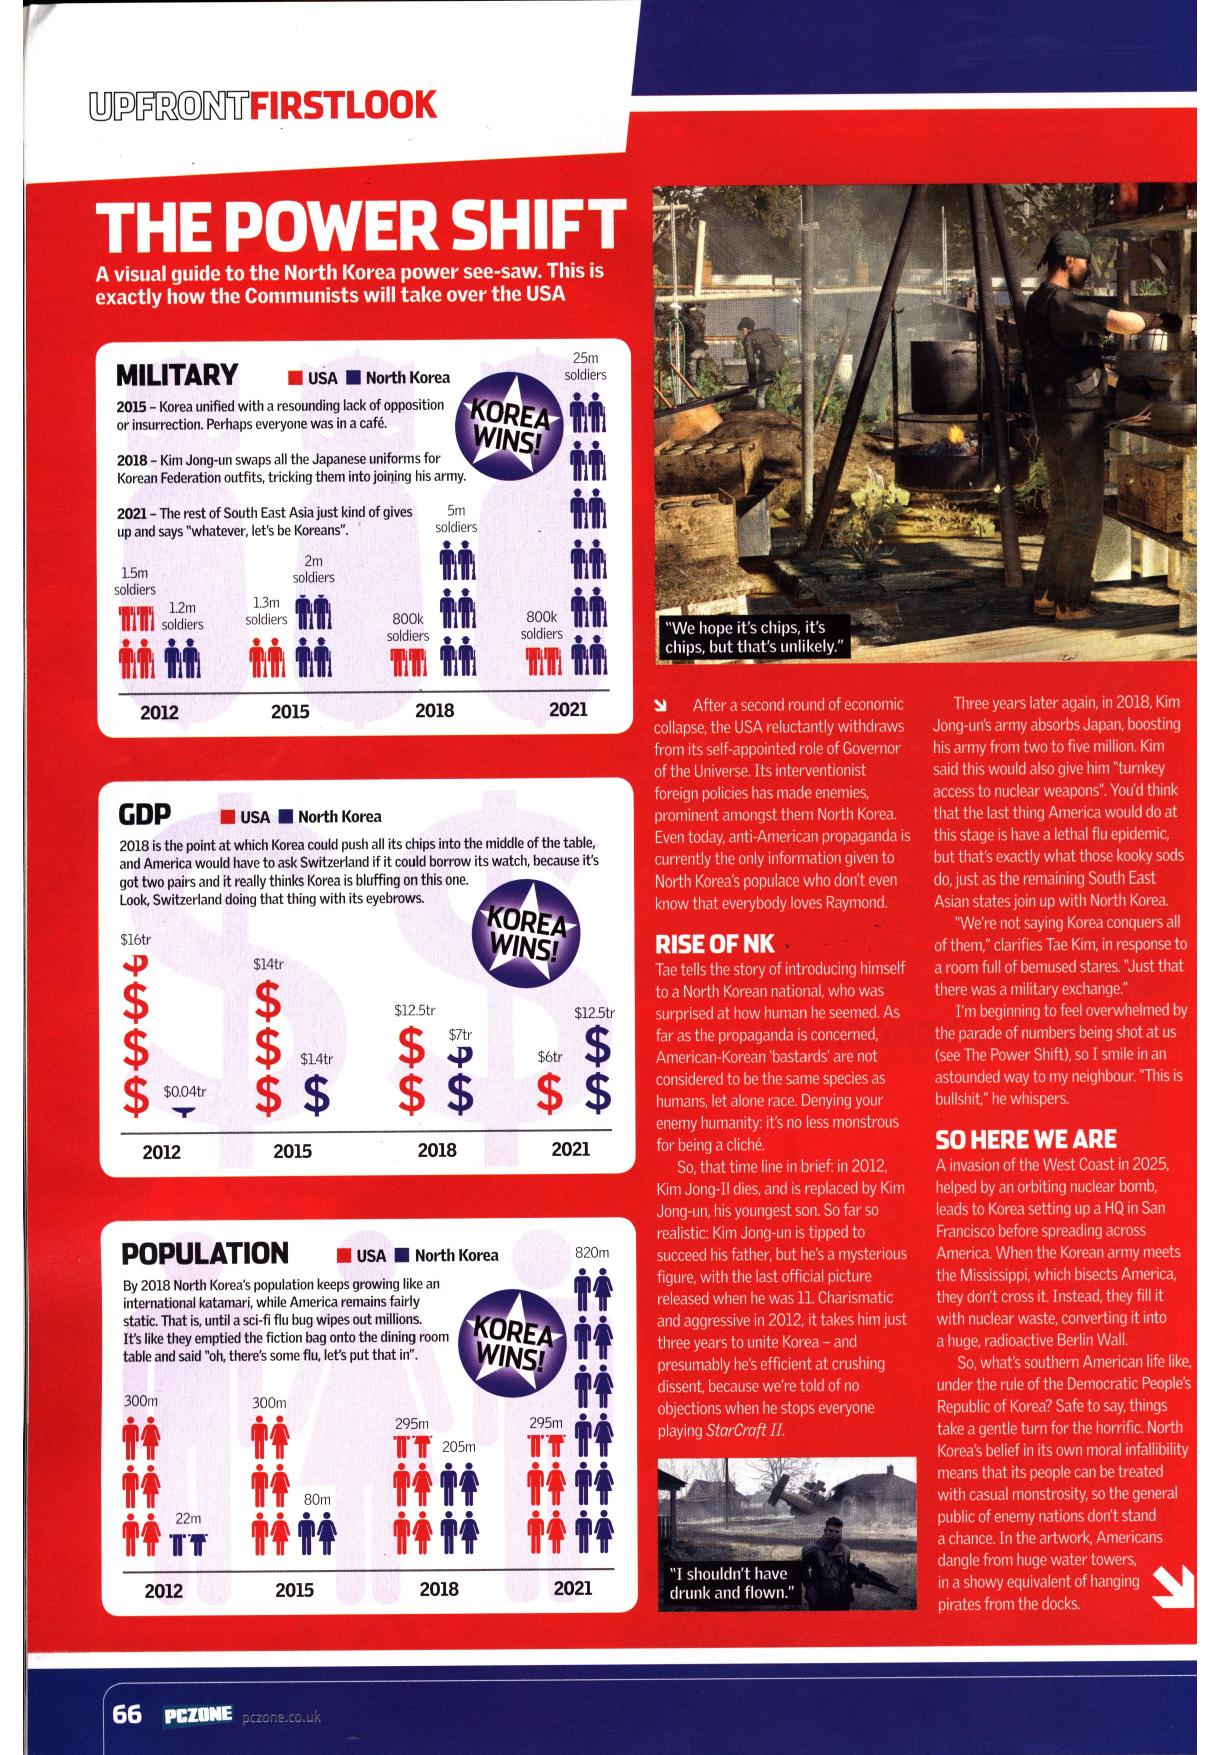 UPFRONTFIRSTLOOK
THE POWER SHIFT
A visual guide to the North Korea power see-saw. This is
exactly how the Communists will take over the USA
MILITARY
USA North Korea
2015 – Korea unified with a resounding lack of opposition
or insurrection. Perhaps everyone was in a café.
2018 – Kim Jong-un swaps all the Japanese uniforms for
Korean Federation outfits, tricking them into joining his army.
2021 – The rest of South East Asia just kind of gives
up and says "whatever, let's be Koreans".
KOREA
WINS!
1.5m
soldiers
1.2m
soldiers
1.3m
soldiers
2m
soldiers
800k
soldiers
5m
soldiers
800k
soldiers
25m
soldiers
2012 2015 2018 2021
GDP
USA North Korea
2018 is the point at which Korea could push all its chips into the middle of the table,
and America would have to ask Switzerland if it could borrow its watch, because it's
got two pairs and it really thinks Korea is bluffing on this one.
Look, Switzerland doing that thing with its eyebrows.
KOREA
WINS!
$16tr
$0.04tr
$14tr
$1.4tr
$12.5tr
$7tr
$6tr
$12.5tr
2012 2015 2018 2021
POPULATION
USA North Korea
By 2018 North Korea's population keeps growing like an
international katamari, while America remains fairly
static. That is, until a sci-fi flu bug wipes out millions.
It's like they emptied the fiction bag onto the dining room
table and said "oh, there's some flu, let's put that in".
KOREA
WINS!
300m
22m
300m
80m
295m
205m
295m
820m
2012 2015 2018 2021
"We hope it's chips, it's
chips, but that's unlikely."
After a second round of economic
collapse, the USA reluctantly withdraws
from its self-appointed role of Governor
of the Universe. Its interventionist
foreign policies has made enemies,
prominent amongst them North Korea.
Even today, anti-American propaganda is
currently the only information given to
North Korea's populace who don't even
know that everybody loves Raymond.
RISE OF NK
Tae tells the story of introducing himself
to a North Korean national, who was
surprised at how human he seemed. As
far as the propaganda is concerned,
American-Korean 'bastards' are not
considered to be the same species as
humans, let alone race. Denying your
enemy humanity: it's no less monstrous
for being a cliché.
So, that time line in brief: in 2012,
Kim Jong-Il dies, and is replaced by Kim
Jong-un, his youngest son. So far so
realistic: Kim Jong-un is tipped to
succeed his father, but he's a mysterious
figure, with the last official picture
released when he was 11. Charismatic
and aggressive in 2012, it takes him just
three years to unite Korea – and
presumably he's efficient at crushing
dissent, because we're told of no
objections when he stops everyone
playing StarCraft II.
"I shouldn't have
drunk and flown."
Three years later again, in 2018, Kim
Jong-un's army absorbs Japan, boosting
his army from two to five million. Kim
said this would also give him "turnkey
access to nuclear weapons". You'd think
that the last thing America would do at
this stage is have a lethal flu epidemic,
but that's exactly what those kooky sods
do, just as the remaining South East
Asian states join up with North Korea.
"We're not saying Korea conquers all
of them," clarifies Tae Kim, in response to
a room full of bemused stares. "Just that
there was a military exchange."
I'm beginning to feel overwhelmed by
the parade of numbers being shot at us
(see The Power Shift), so I smile in an
astounded way to my neighbour. "This is
bullshit," he whispers.
SO HERE WE ARE
A invasion of the West Coast in 2025,
helped by an orbiting nuclear bomb,
leads to Korea setting up a HQ in San
Francisco before spreading across
America. When the Korean army meets
the Mississippi, which bisects America,
they don't cross it. Instead, they fill it
with nuclear waste, converting it into
a huge, radioactive Berlin Wall.
So, what's southern American life like,
under the rule of the Democratic People's
Republic of Korea? Safe to say, things
take a gentle turn for the horrific. North
Korea's belief in its own moral infallibility
means that its people can be treated
with casual monstrosity, so the general
public of enemy nations don't stand
a chance. In the artwork, Americans
dangle from huge water towers,
in a showy equivalent of hanging
pirates from the docks.
66 PCZONE pczone.co.uk